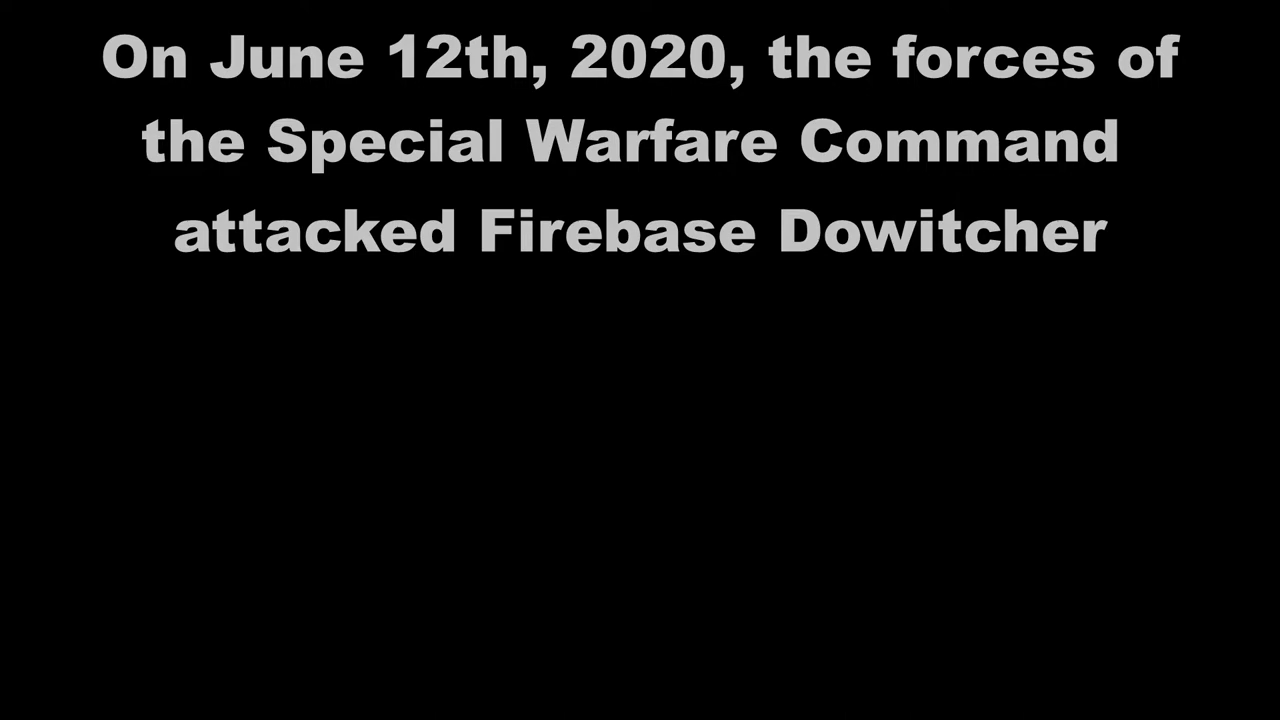 On June 12th, 2020, the forces of
the Special Warfare Command
attacked Firebase Dowitcher